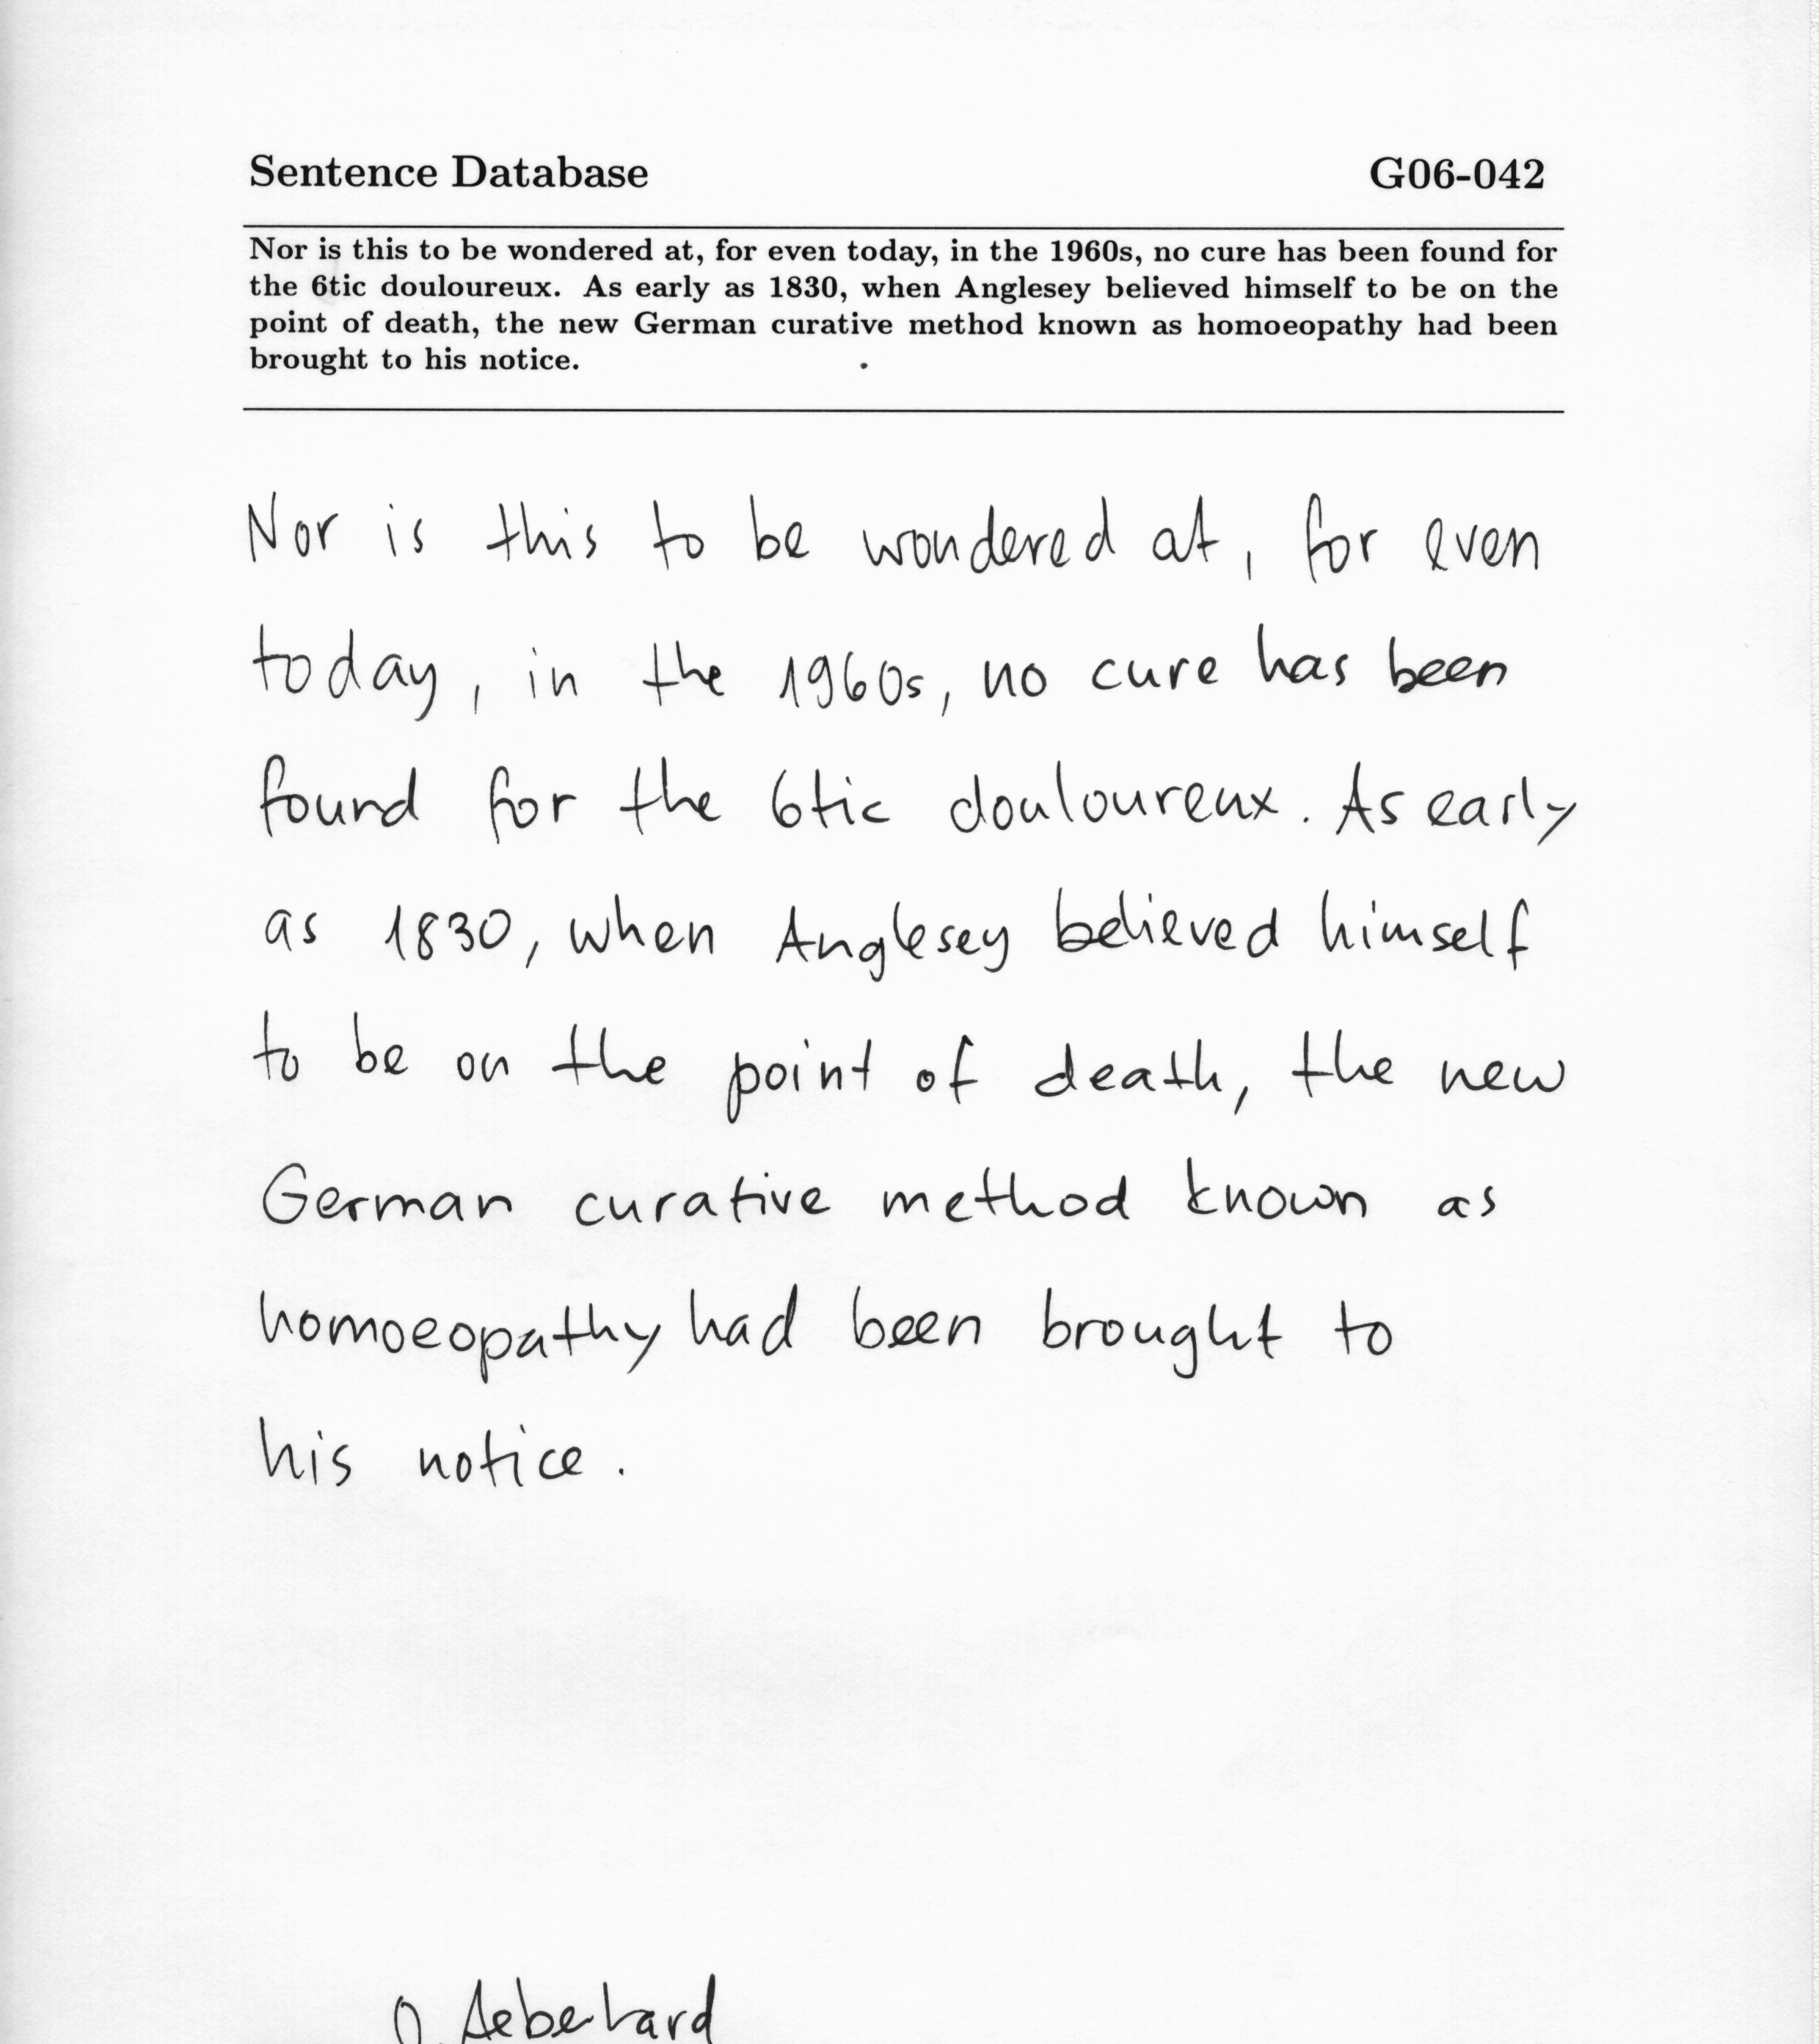 Sentence Database G06-042
Nor is this to be wondered at, for even today, in the 1960s, no cure has been found for
the 6tic douloureux. As early as 1830, when Anglesey believed himself to be on the
point of death, the new German curative method known as homoeopathy had been
brought to his notice.
Nor is this to be wondered at, for even
today, in the 1960s, no cure has been
found for the 6tic douloureux. As early
as 1830, when Anglesey believed himself
to be on the point of death, the new
German curative method known as
homoeopathy had been brought to
his notice.